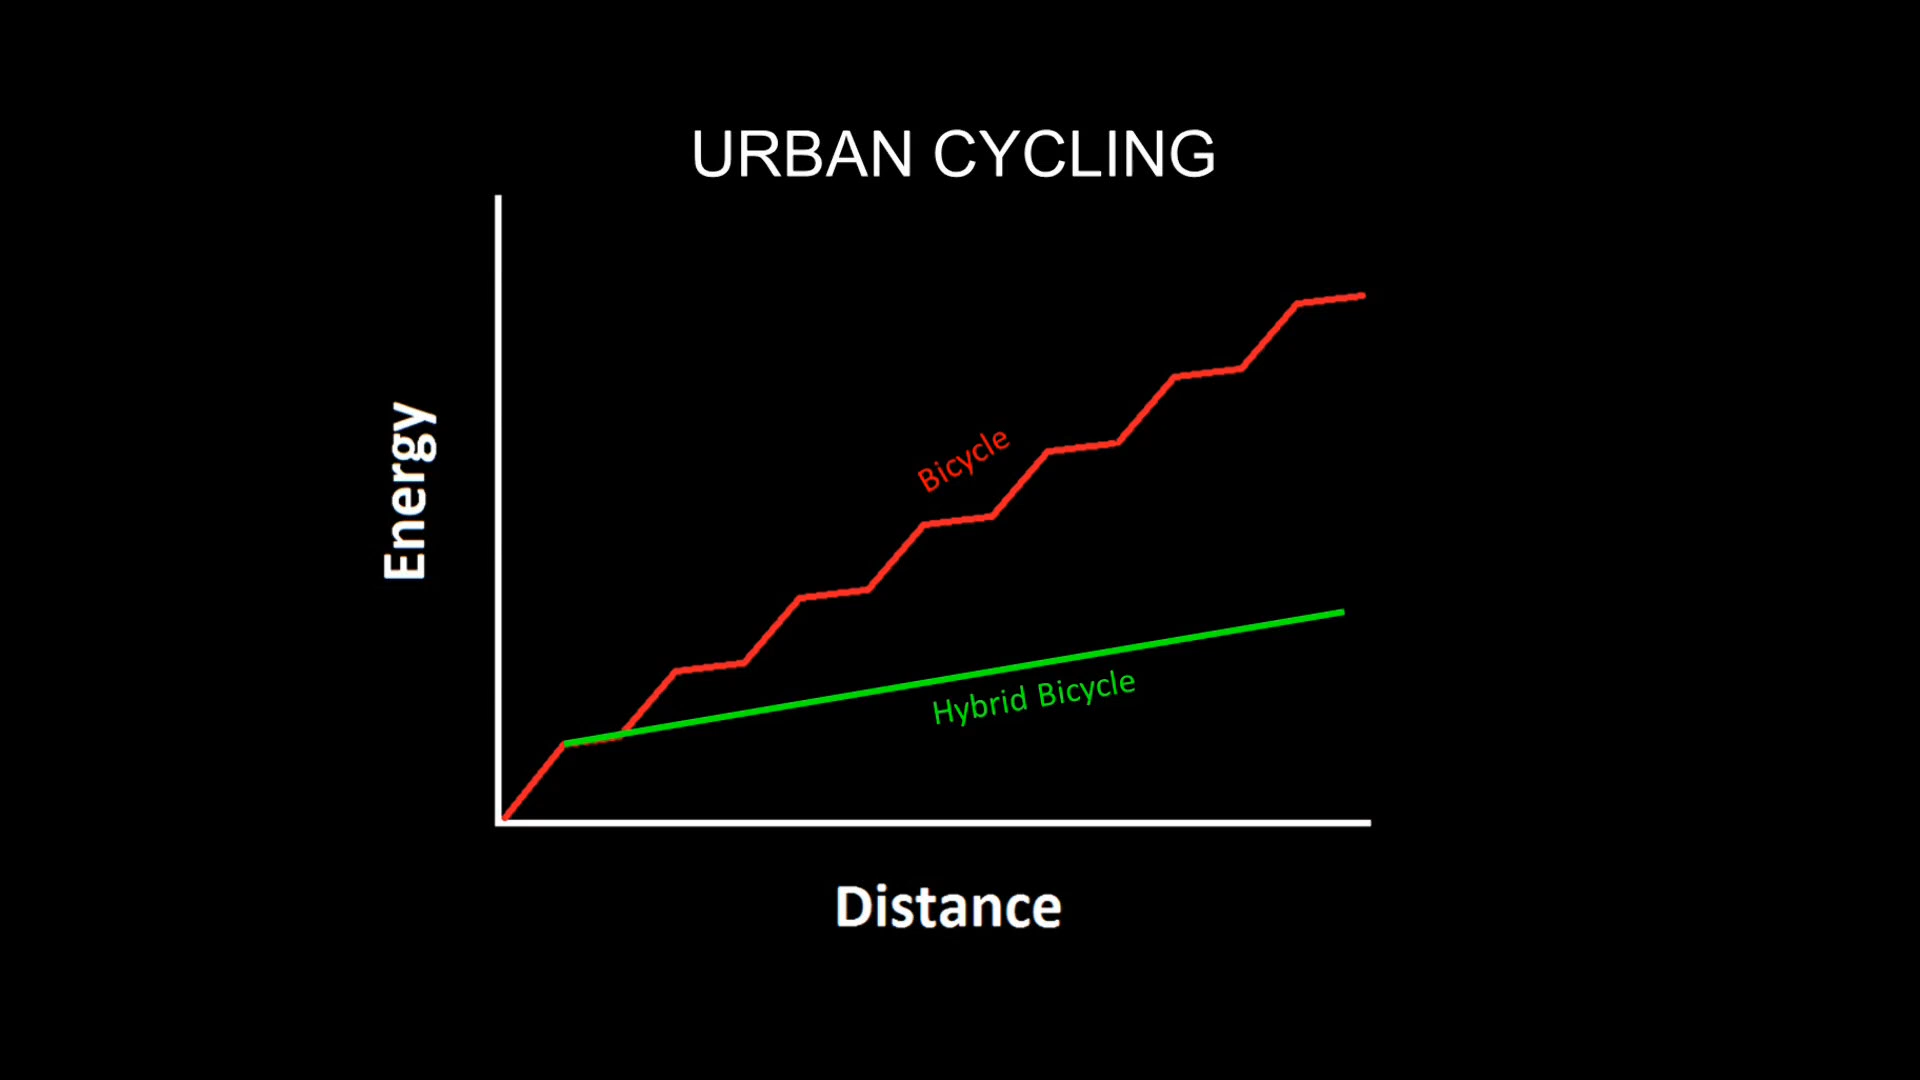 URBAN CYCLING
Energy
Bicycle
Hybrid Bicycle
Distance